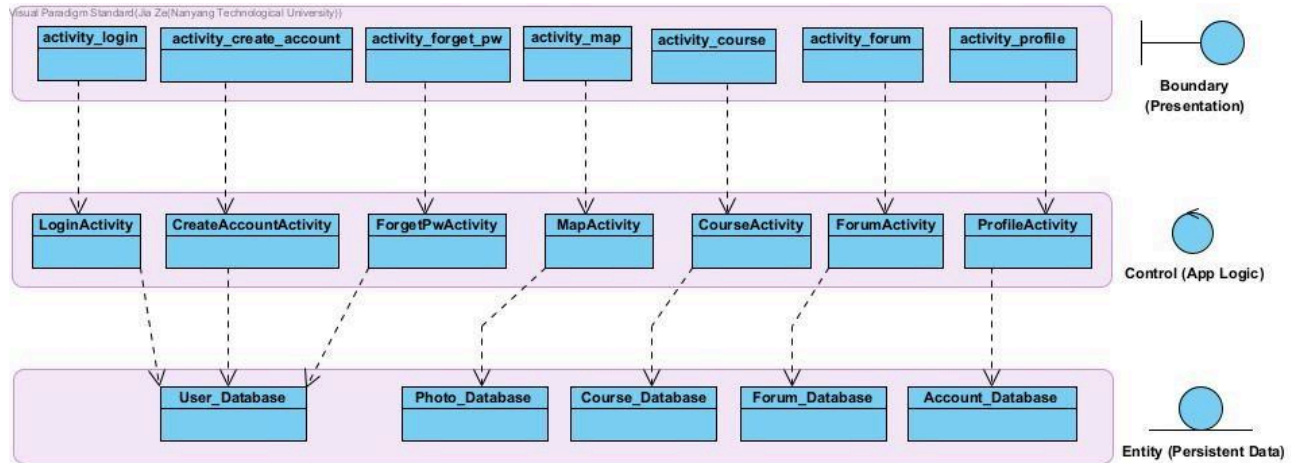 Visual Paradigm Standard(Jia Ze(Nanyang Technological University))
activity_login
activity_create_account
activity_forget_pw
activity_map
activity_course
activity_forum
activity_profile
Boundary
(Presentation)
LoginActivity
CreateAccountActivity
ForgetPwActivity
MapActivity
CourseActivity
ForumActivity
ProfileActivity
Control (App Logic)
User_Database
Photo_Database
Course_Database
Forum_Database
Account_Database
Entity (Persistent Data)